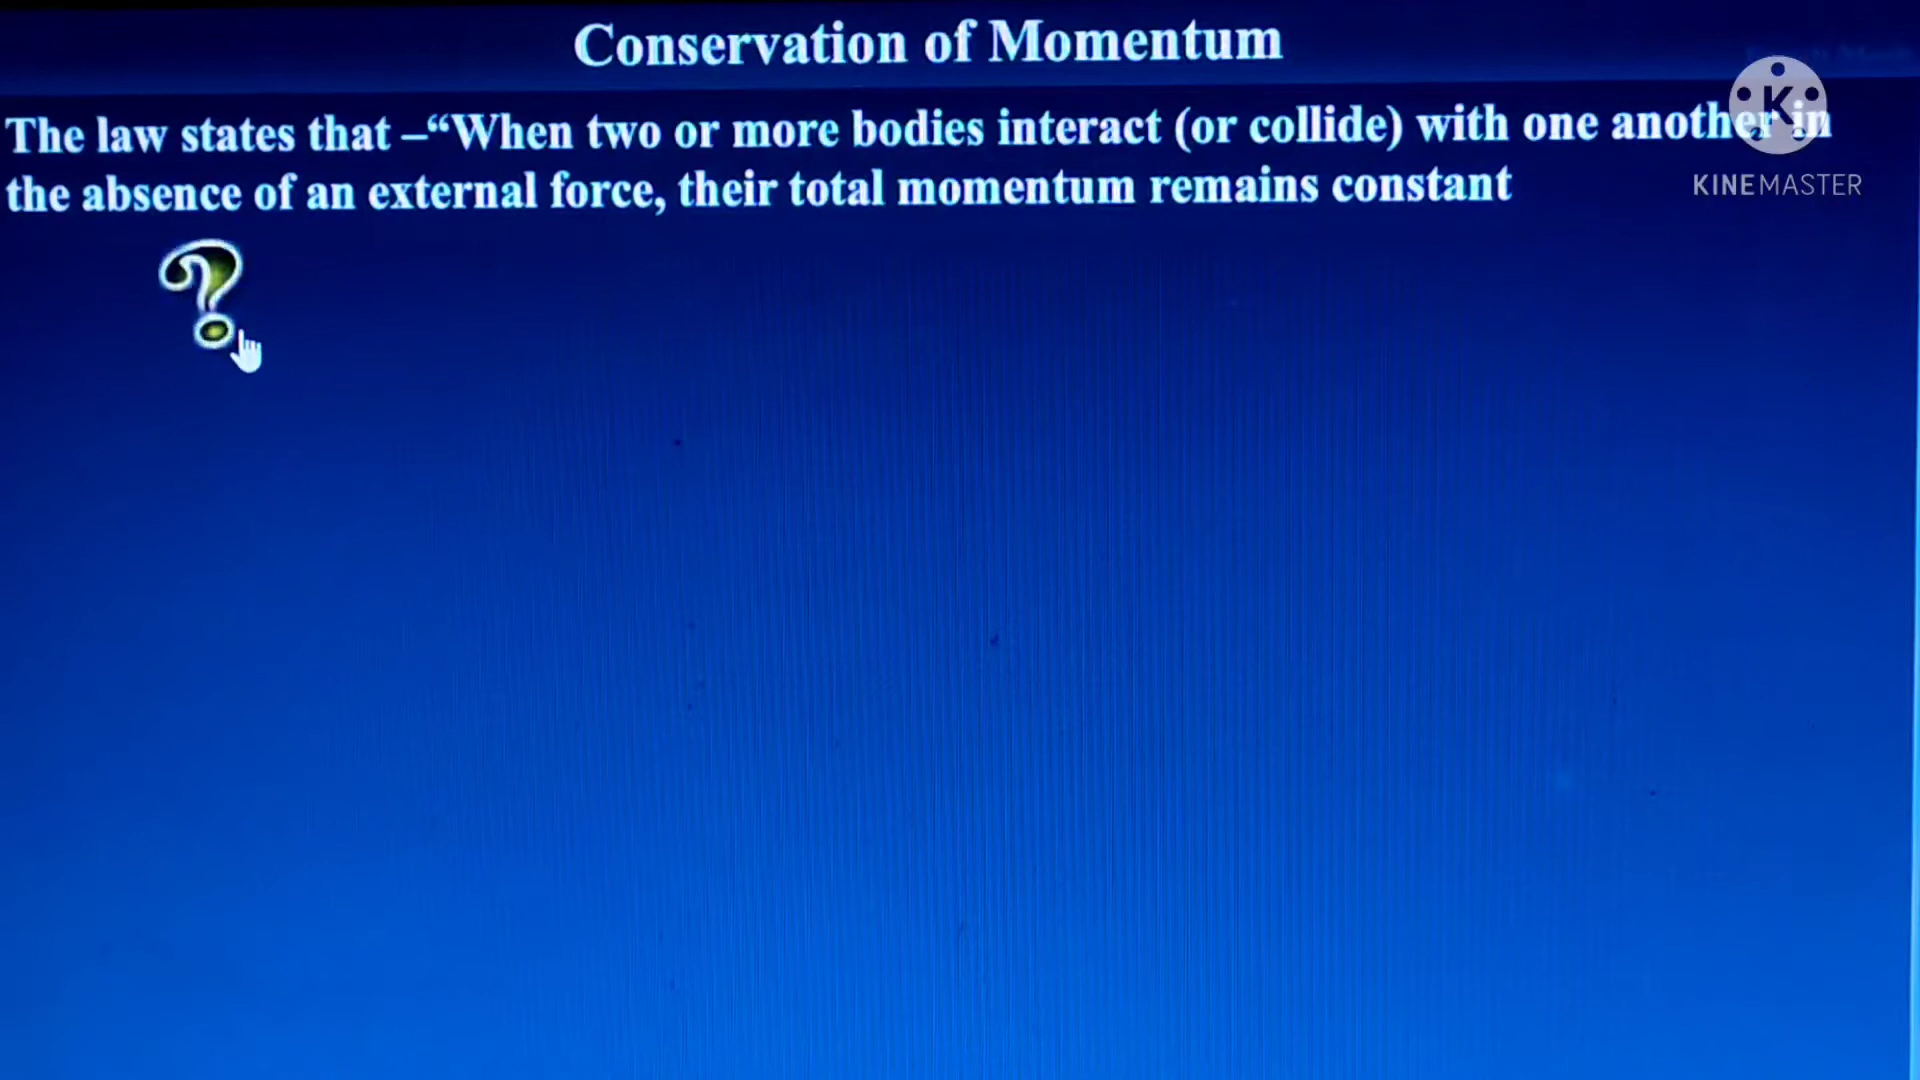 Conservation of Momentum
The law states that –“When two or more bodies interact (or collide) with one another in
the absence of an external force, their total momentum remains constant
K
KINEMASTER